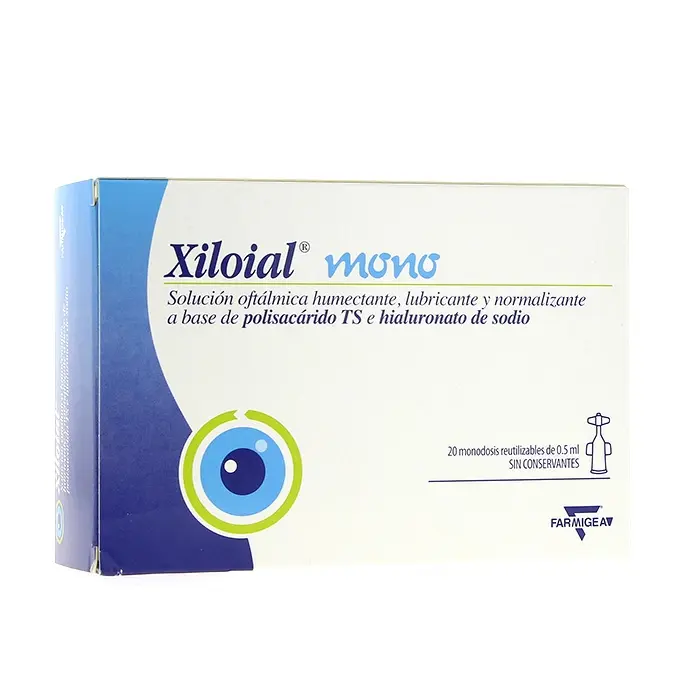 Xiloial® mono
Solución oftálmica humectante, lubricante y normalizante
a base de polisacárido TS e hialuronato de sodio
20 monodosis reutilizables de 0.5 ml
SIN CONSERVANTES
FARMIGEA
Xiloial